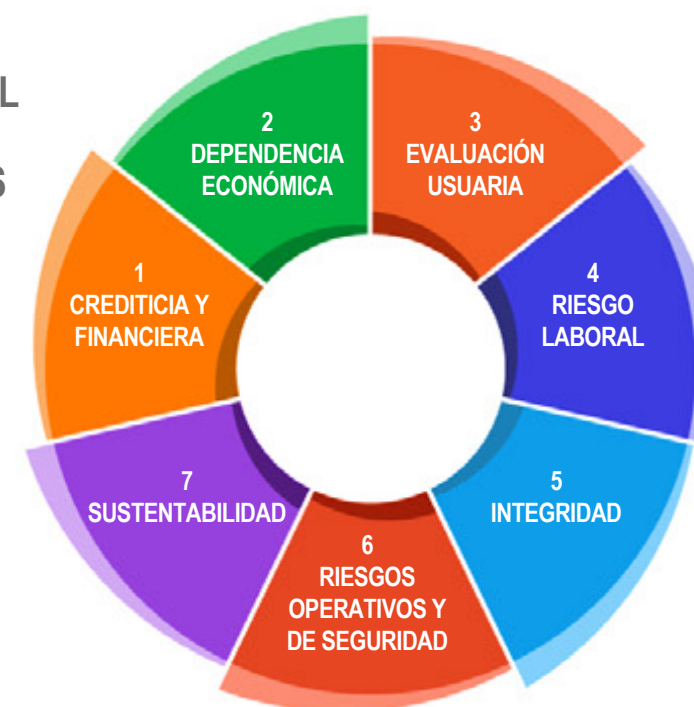 L
S
1
CREDITICIA Y
FINANCIERA
2
DEPENDENCIA
ECONÓMICA
3
EVALUACIÓN
USUARIA
4
RIESGO
LABORAL
5
INTEGRIDAD
6
RIESGOS
OPERATIVOS Y
DE SEGURIDAD
7
SUSTENTABILIDAD